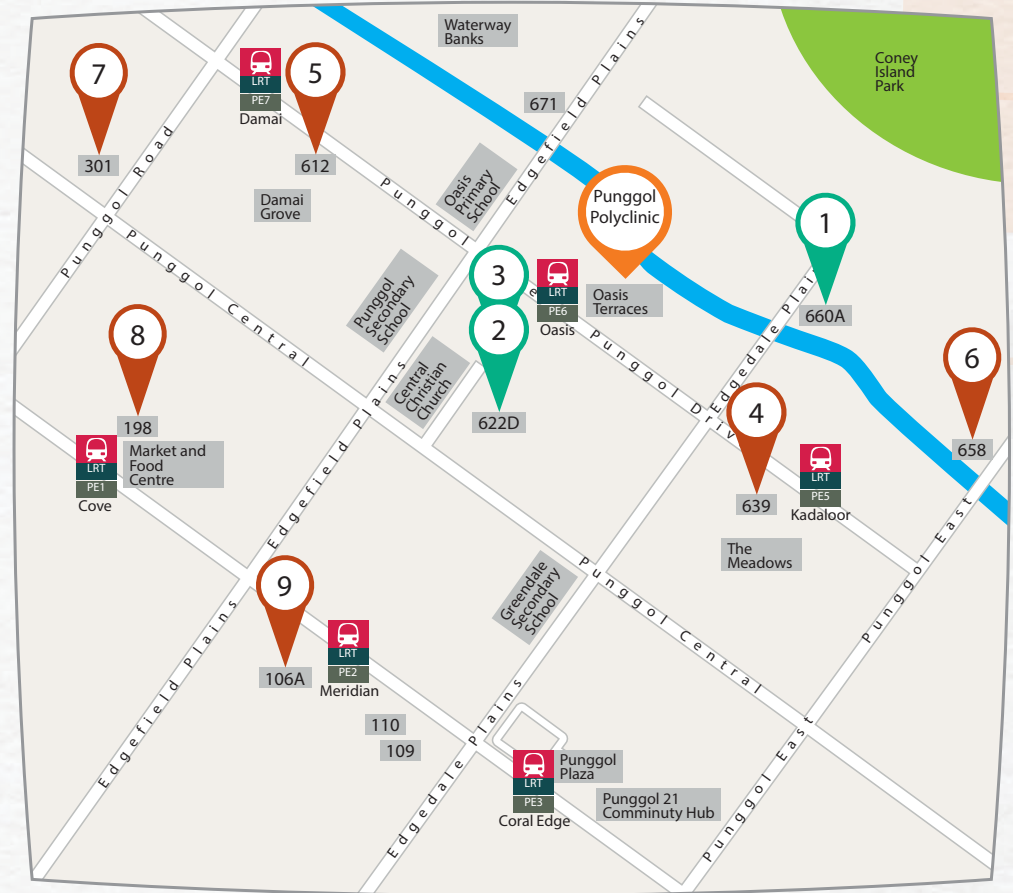 Waterway
Banks
Coney
Island
Park
7
LRT
PE7
Damai
5
671
Edgefield Plains
301
612
Punggol Road
Damai
Grove
Oasis
Primary
School
Punggol
Punggol
Polyclinic
1
660A
Edgedale Plai
Punggol Central
Punggol
Secondary
School
3
e
LRT
PE6
Oasis
Oasis
Terraces
2
622D
Punggol Driv
8
198
Market and
Food
Centre
LRT
PE1
Cove
Central
Christian
Church
Edgefield Plains
4
639
LRT
PE5
Kadaloor
6
658
The
Meadows
Punggol East
Greendale
Secondary
School
Punggol Central
9
106A
LRT
PE2
Meridian
Edgefield Plains
110
109
Edgedale Plains
LRT
PE3
Coral Edge
Punggol
Plaza
Punggol 21
Comminuty Hub
Punggol East